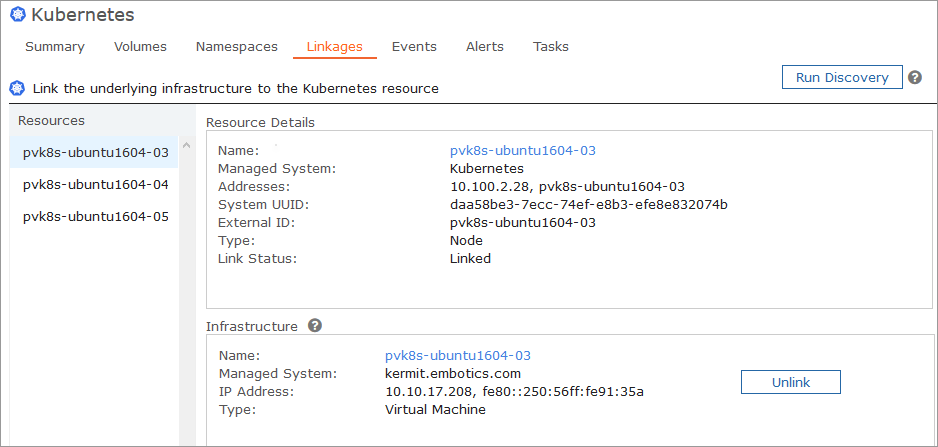 Kubernetes
Summary Volumes Namespaces Linkages Events Alerts Tasks
Run Discovery ?
Link the underlying infrastructure to the Kubernetes resource
Resources
pvk8s-ubuntu1604-03
pvk8s-ubuntu1604-04
pvk8s-ubuntu1604-05
Resource Details
Name: pvk8s-ubuntu1604-03
Managed System: Kubernetes
Addresses: 10.100.2.28, pvk8s-ubuntu1604-03
System UUID: daa58be3-7ecc-74ef-e8b3-efe8e832074b
External ID: pvk8s-ubuntu1604-03
Type: Node
Link Status: Linked
Infrastructure ?
Name: pvk8s-ubuntu1604-03
Managed System: kermit.embotics.com
IP Address: 10.10.17.208, fe80::250:56ff:fe91:35a
Type: Virtual Machine
Unlink